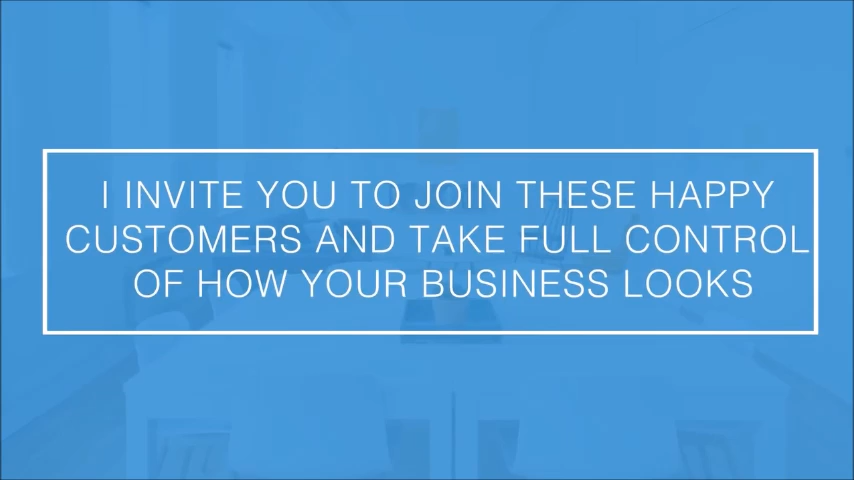 I INVITE YOU TO JOIN THESE HAPPY
CUSTOMERS AND TAKE FULL CONTROL
OF HOW YOUR BUSINESS LOOKS